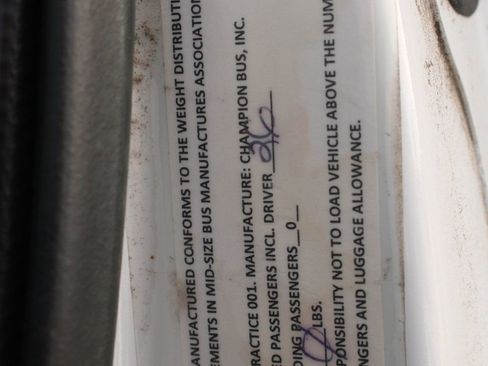 ANUFACTURED CONFORMS TO THE WEIGHT DISTRIBUTI
EMENTS IN MID-SIZE BUS MANUFACTURES ASSOCIATION
RACTICE 001. MANUFACTURE: CHAMPION BUS, INC.
ED PASSENGERS INCL. DRIVER 26
DING PASSENGERS__0__
0 LBS.
PONSIBILITY NOT TO LOAD VEHICLE ABOVE THE NUM
NGERS AND LUGGAGE ALLOWANCE.